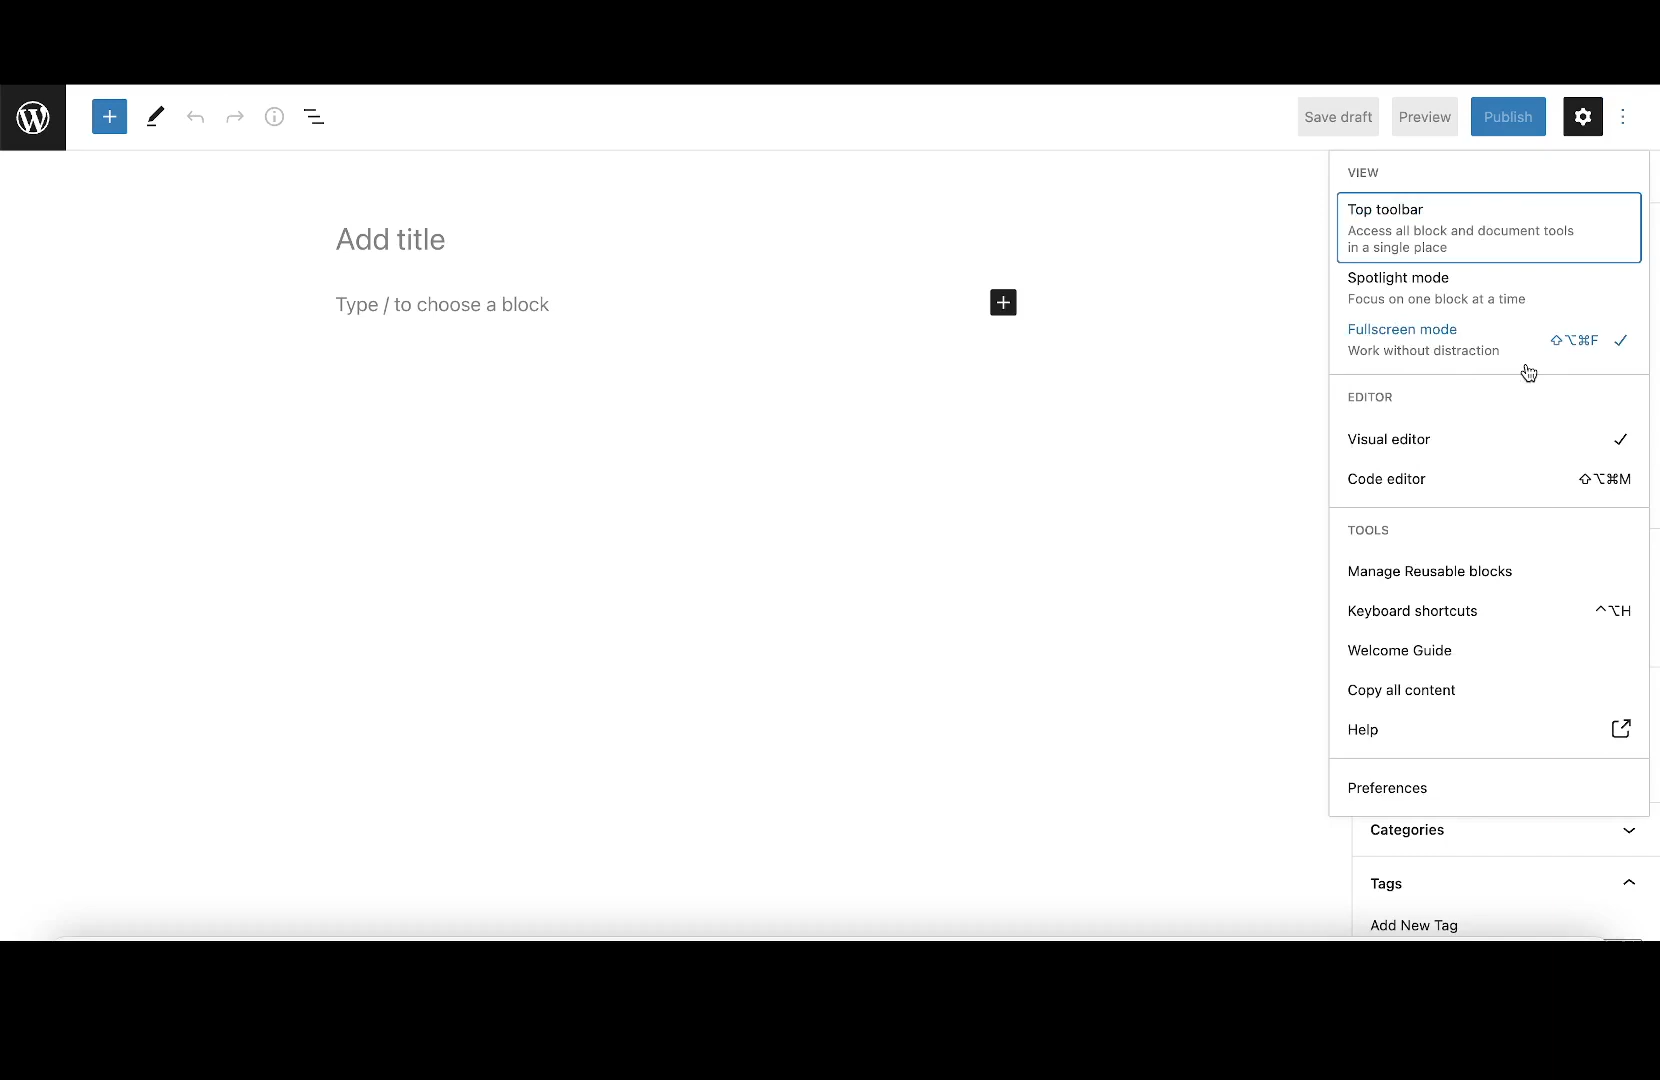 Save draft
Preview
Publish
Add title
Type / to choose a block
VIEW
Top toolbar
Access all block and document tools
in a single place
Spotlight mode
Focus on one block at a time
Fullscreen mode ⇧⌥⌘F
Work without distraction
EDITOR
Visual editor
Code editor ⇧⌥⌘M
TOOLS
Manage Reusable blocks
Keyboard shortcuts ^⌥H
Welcome Guide
Copy all content
Help
Preferences
Categories
Tags
Add New Tag